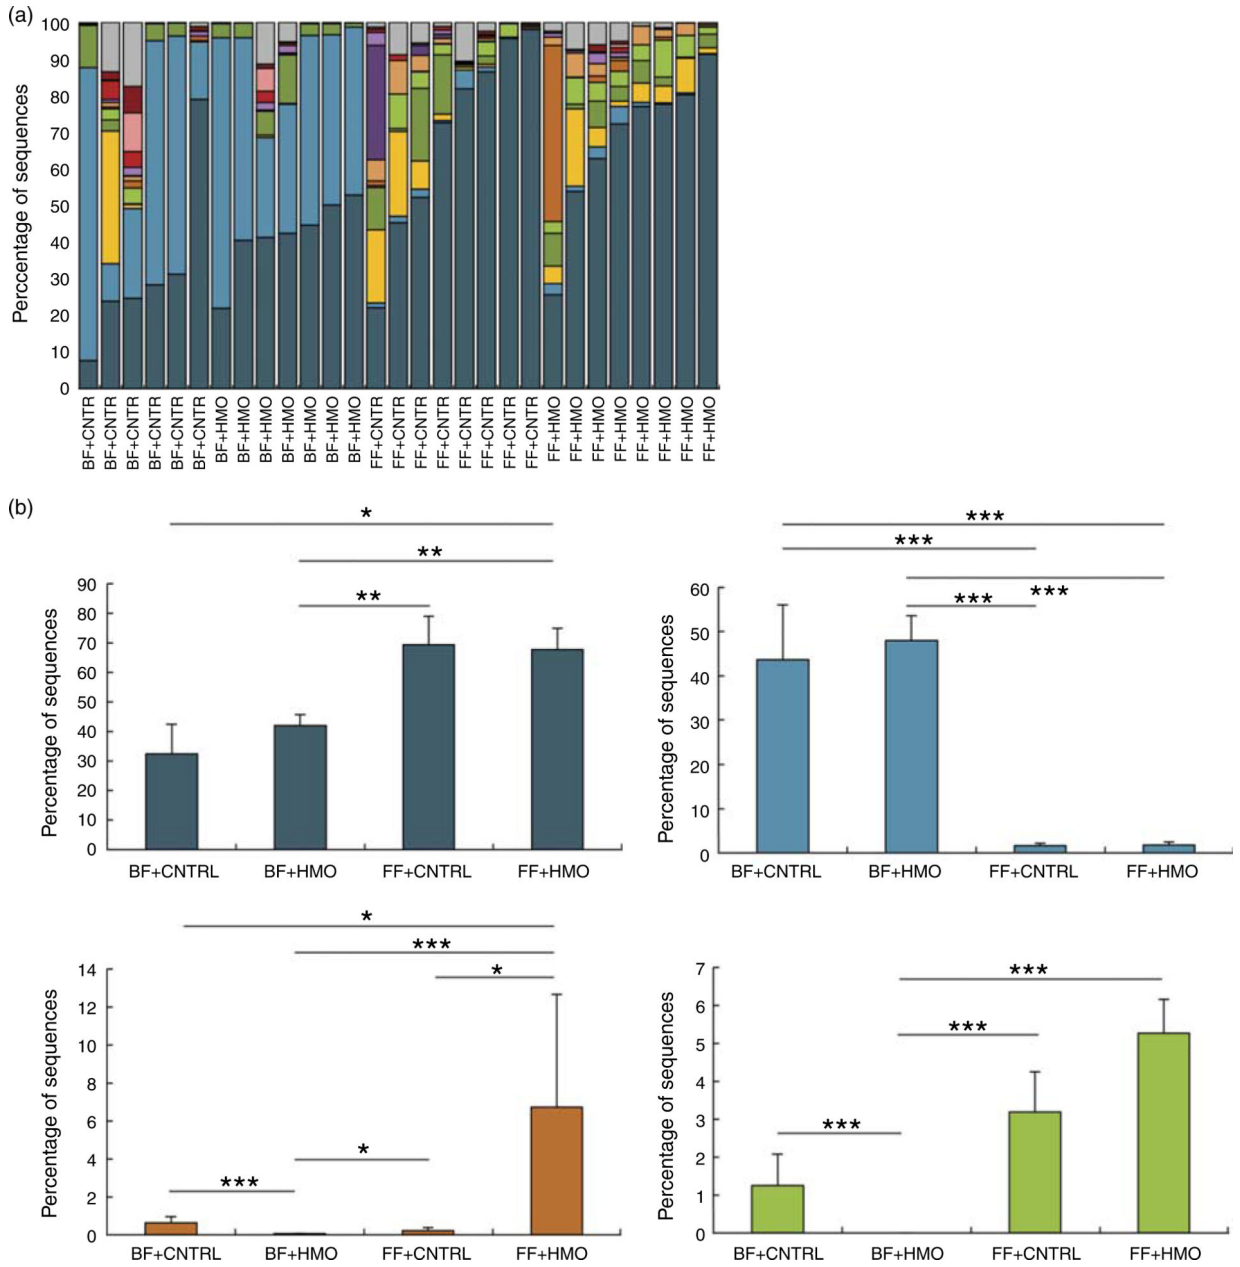 (a)
Perccentage of sequences
100
90
80
70
60
50
40
30
20
10
0
BF+CNTR
BF+CNTR
BF+CNTR
BF+CNTR
BF+CNTR
BF+CNTR
BF+HMO
BF+HMO
BF+HMO
BF+HMO
BF+HMO
BF+HMO
BF+HMO
FF+CNTR
FF+CNTR
FF+CNTR
FF+CNTR
FF+CNTR
FF+CNTR
FF+CNTR
FF+CNTR
FF+HMO
FF+HMO
FF+HMO
FF+HMO
FF+HMO
FF+HMO
FF+HMO
FF+HMO
(b)
*
**
**
Percentage of sequences
90
80
70
60
50
40
30
20
10
0
BF+CNTRL BF+HMO FF+CNTRL FF+HMO
***
***
***
***
Percentage of sequences
60
50
40
30
20
10
0
BF+CNTRL BF+HMO FF+CNTRL FF+HMO
*
***
*
*
***
Percentage of sequences
14
12
10
8
6
4
2
0
BF+CNTRL BF+HMO FF+CNTRL FF+HMO
***
***
***
Percentage of sequences
7
6
5
4
3
2
1
0
BF+CNTRL BF+HMO FF+CNTRL FF+HMO